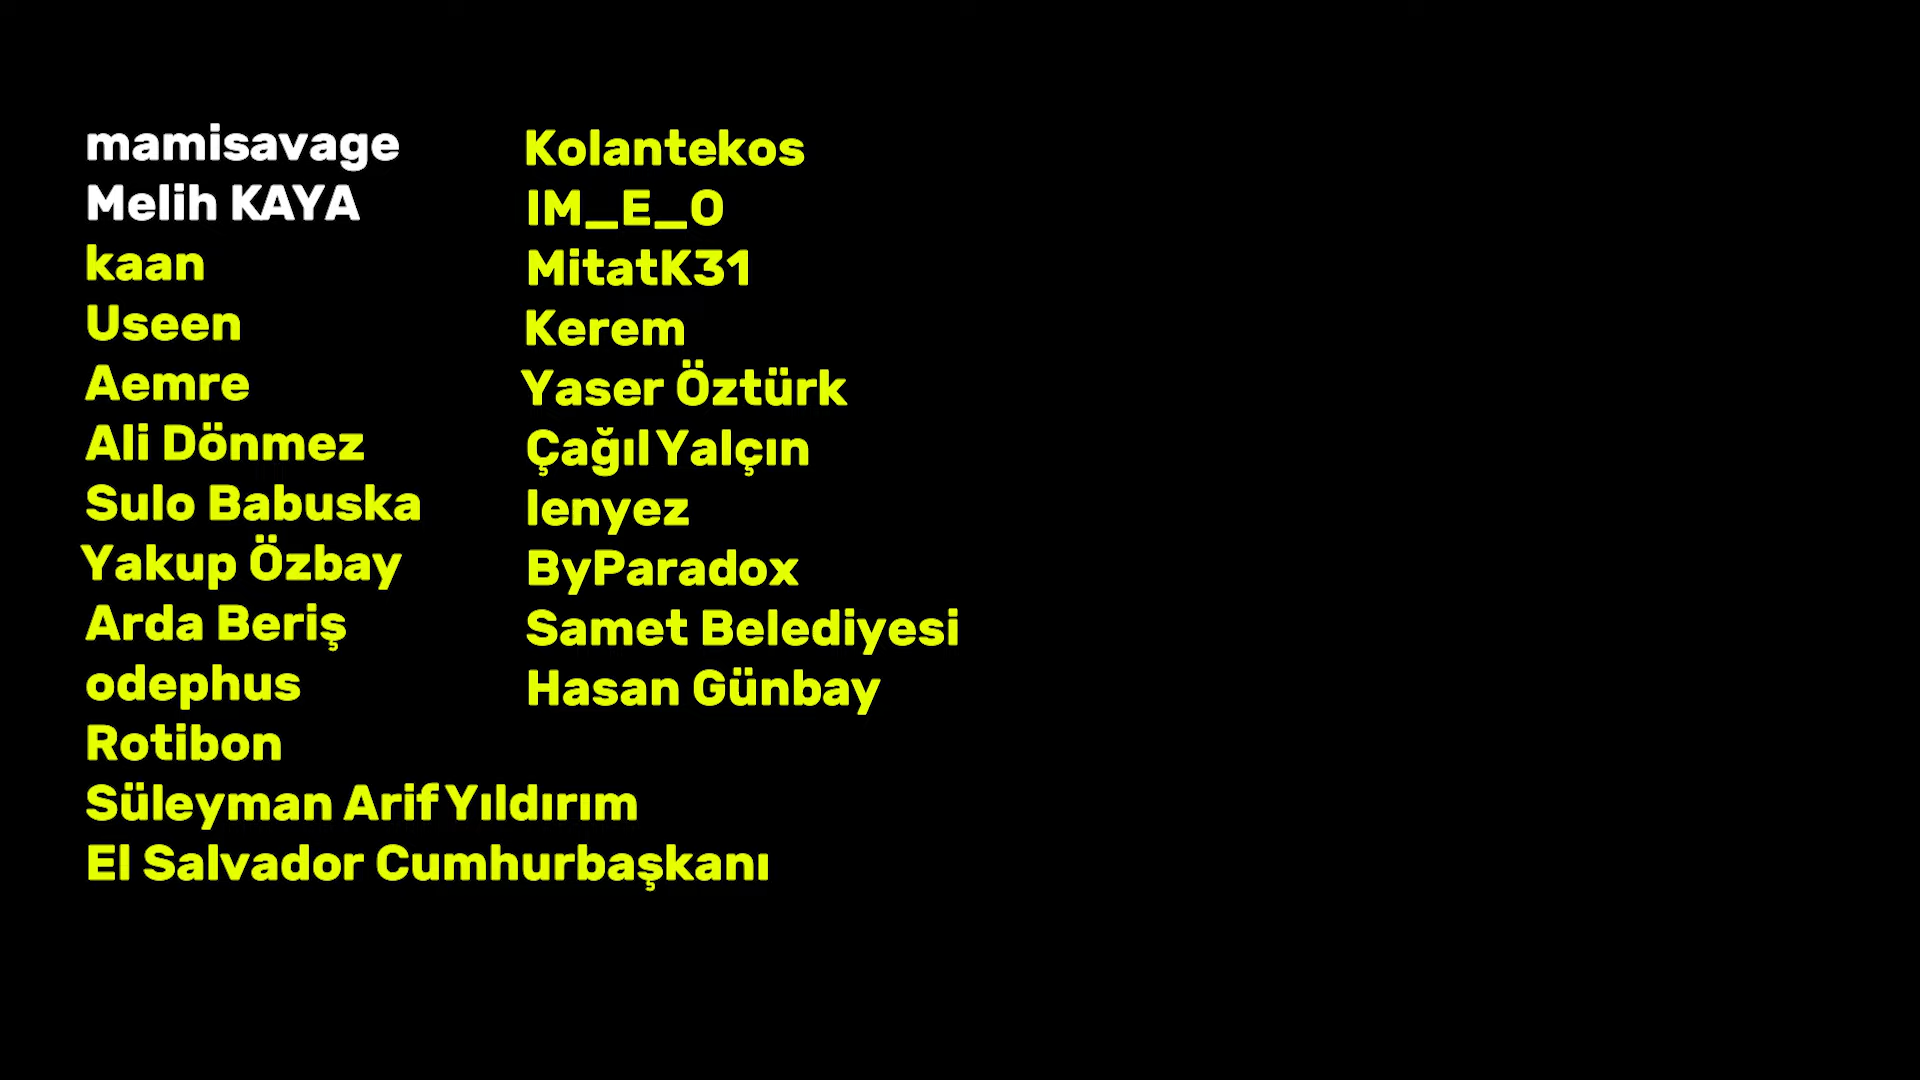 mamisavage
Melih KAYA
kaan
Useen
Aemre
Ali Dönmez
Sulo Babuska
Yakup Özbay
Arda Beriş
odephus
Rotibon
Süleyman Arif Yıldırım
El Salvador Cumhurbaşkanı
Kolantekos
IM_E_O
MitatK31
Kerem
Yaser Öztürk
Çağıl Yalçın
lenyez
ByParadox
Samet Belediyesi
Hasan Günbay